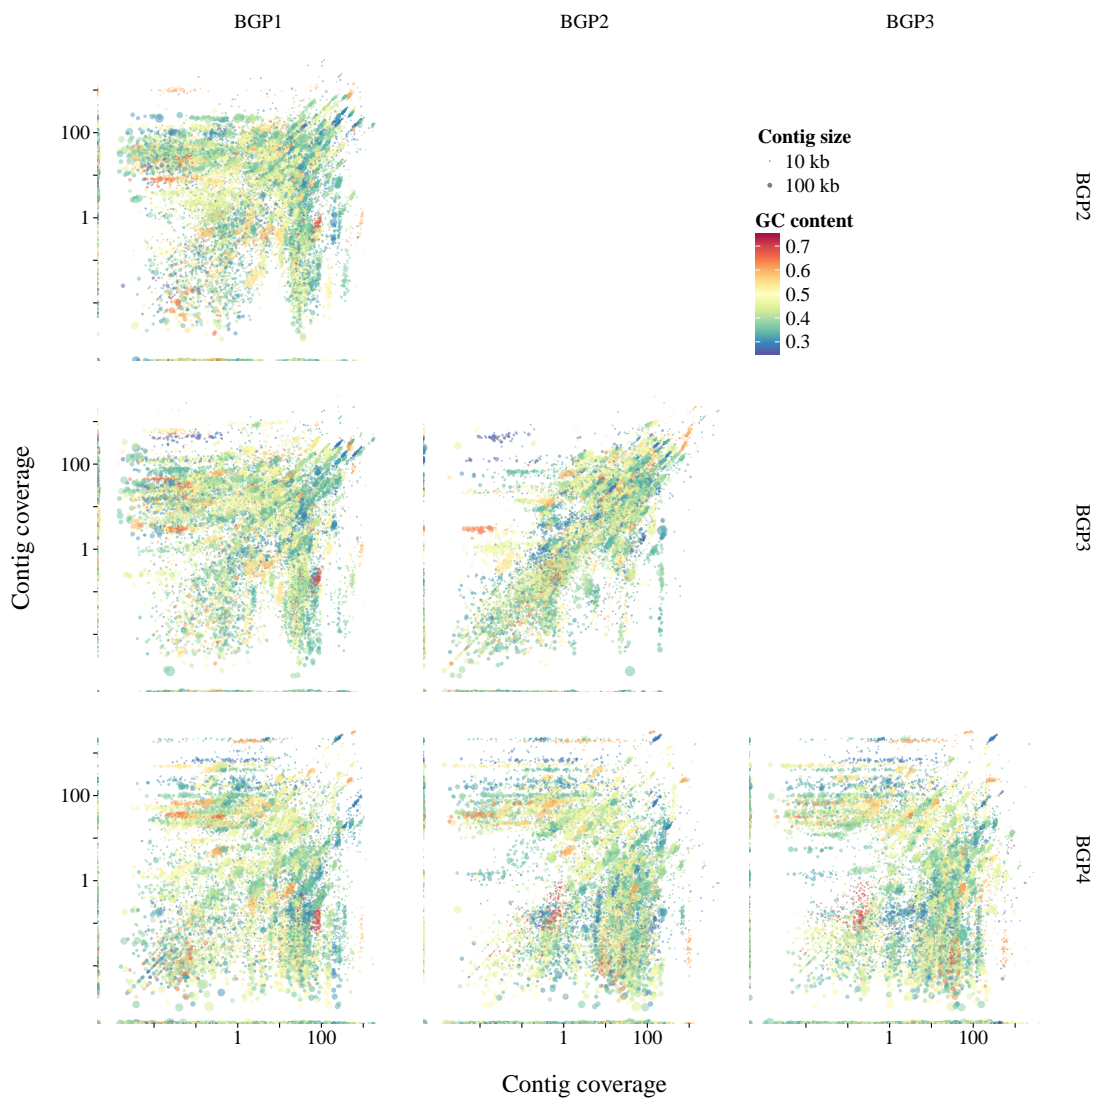 BGP1 BGP2 BGP3
100
1
BGP2
Contig size
10 kb
100 kb
GC content
0.7
0.6
0.5
0.4
0.3
Contig coverage
100
1
BGP3
100
1
BGP4
1 100 1 100 1 100
Contig coverage